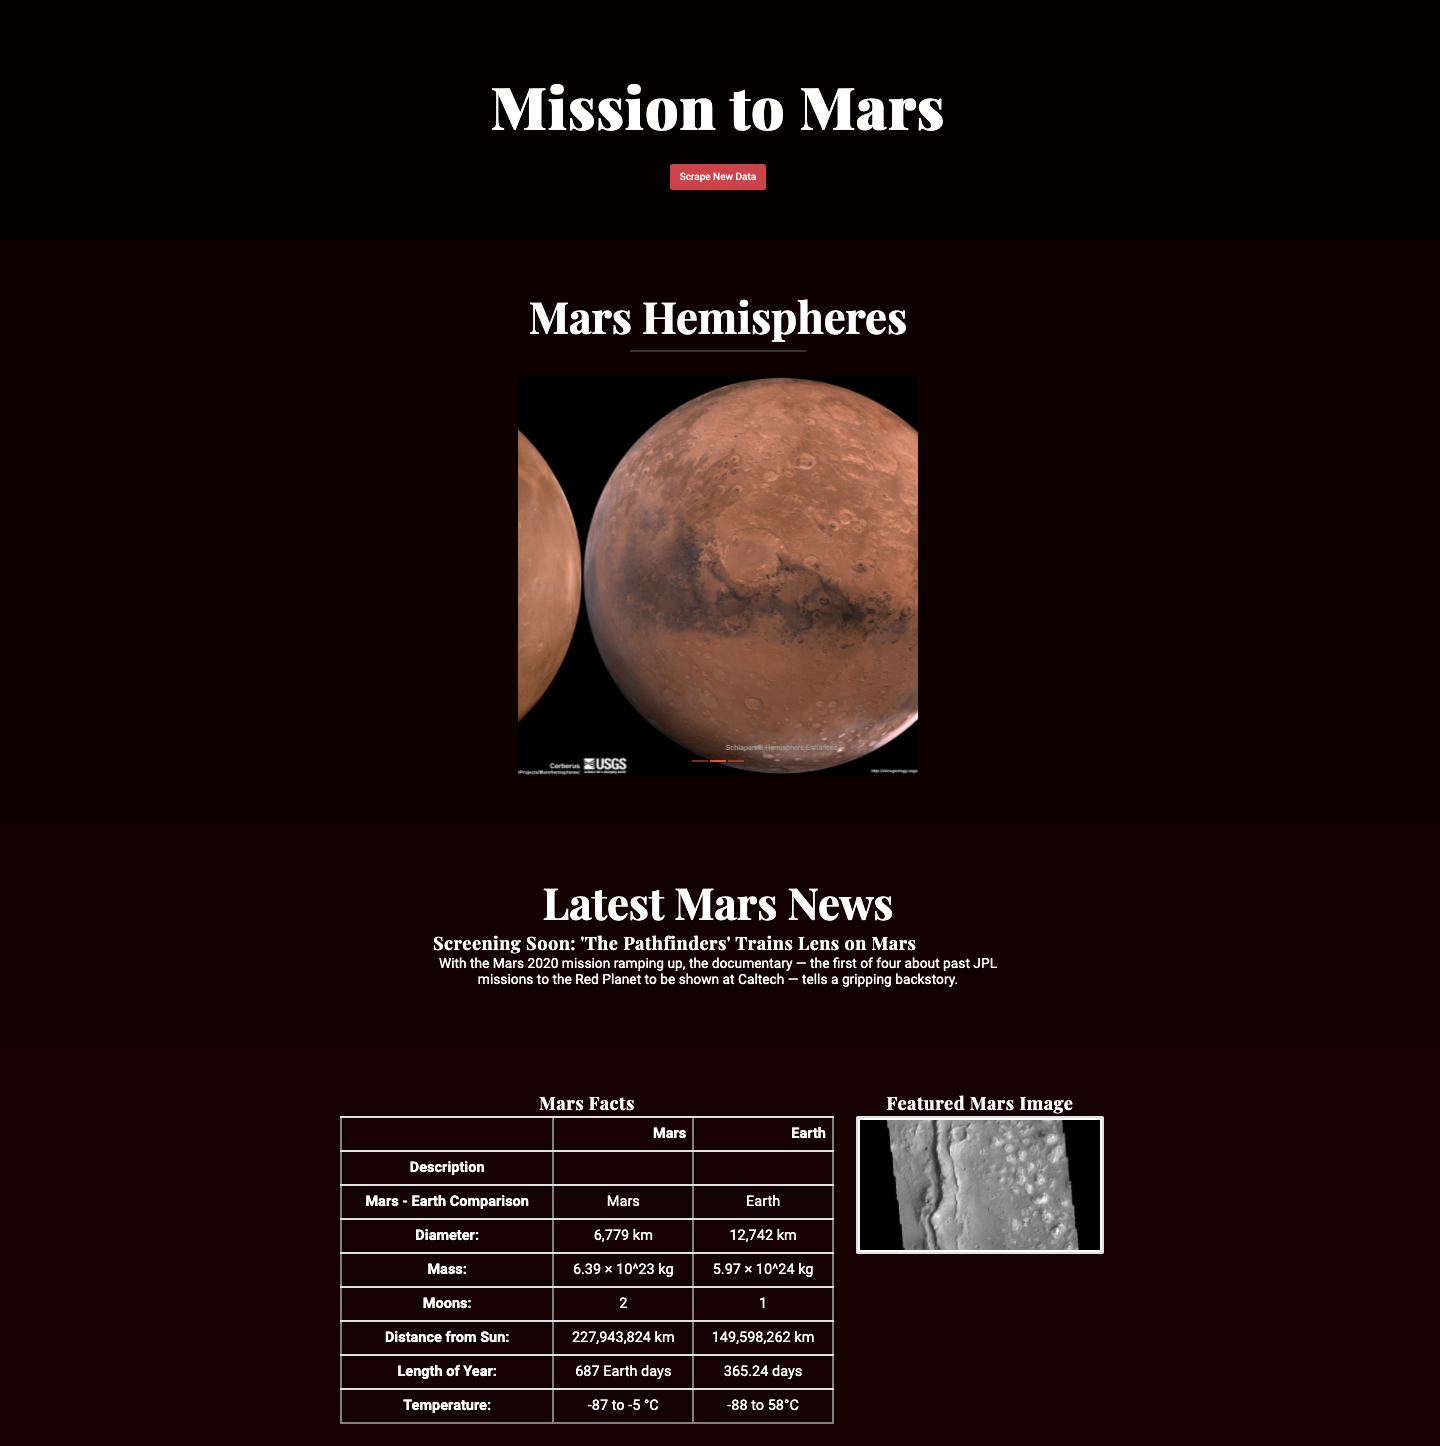 Mission to Mars
Scrape New Data
Mars Hemispheres
Schiaparelli Hemisphere Enhanced
Cerberus
USGS
Latest Mars News
Screening Soon: 'The Pathfinders' Trains Lens on Mars
With the Mars 2020 mission ramping up, the documentary — the first of four about past JPL
missions to the Red Planet to be shown at Caltech — tells a gripping backstory.
Mars Facts
Mars Earth
Description
Mars - Earth Comparison Mars Earth
Diameter: 6,779 km 12,742 km
Mass: 6.39 × 10^23 kg 5.97 × 10^24 kg
Moons: 2 1
Distance from Sun: 227,943,824 km 149,598,262 km
Length of Year: 687 Earth days 365.24 days
Temperature: -87 to -5 °C -88 to 58°C
Featured Mars Image